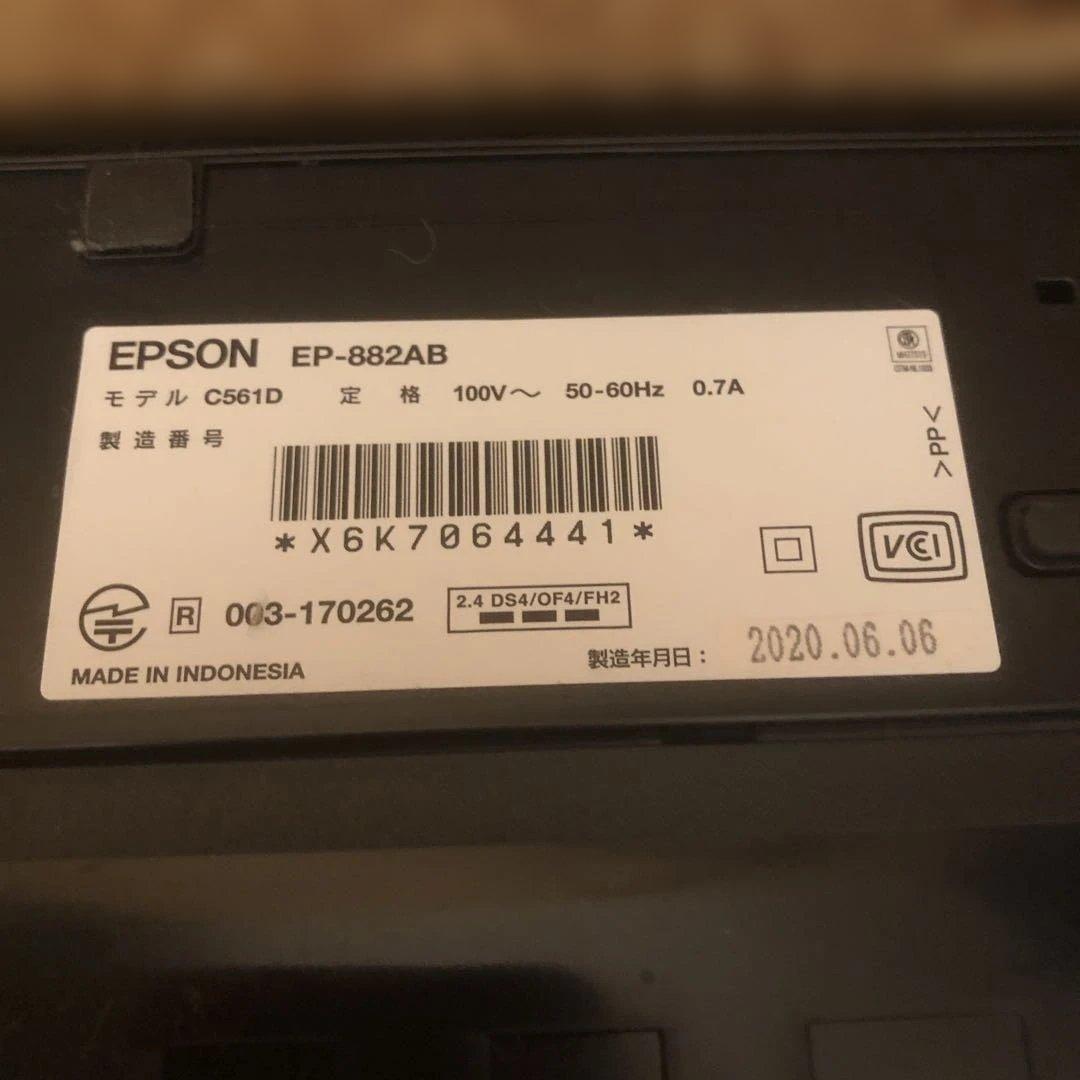 EPSON EP-882AB
モデル C561D 定格 100V～ 50-60Hz 0.7A
製造番号
*X6K7064441*
>PP<
VCI
R 003-170262
2.4 DS4/OF4/FH2
MADE IN INDONESIA
製造年月日： 2020.06.06